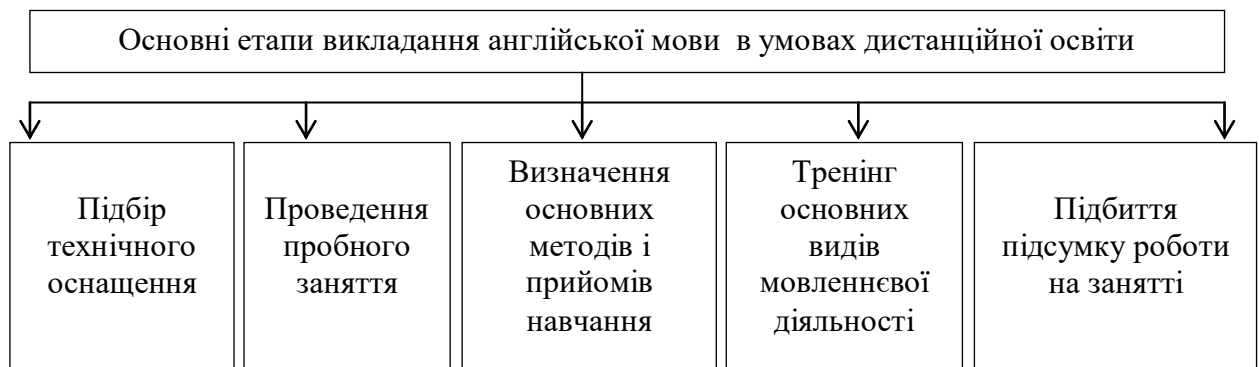 Основні етапи викладання англійської мови в умовах дистанційної освіти
Підбір
технічного
оснащення
Проведення
пробного
заняття
Визначення
основних
методів і
прийомів
навчання
Тренінг
основних
видів
мовленнєвої
діяльності
Підбиття
підсумку роботи
на занятті